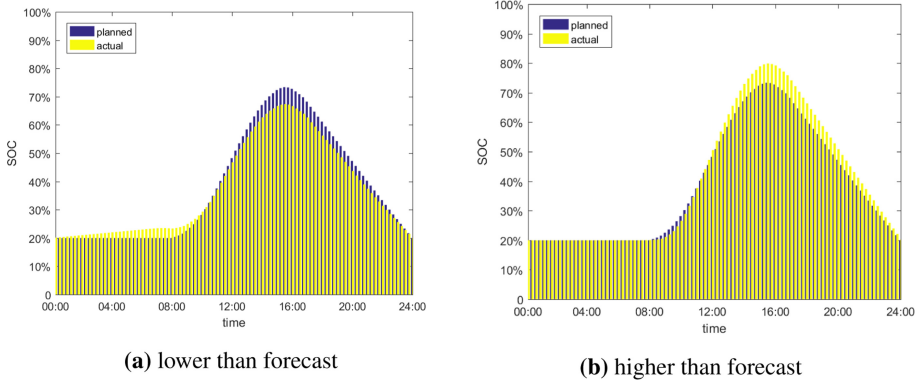 100%
90%
80%
70%
60%
50%
40%
30%
20%
10%
0
SOC
planned
actual
00:00 04:00 08:00 12:00 16:00 20:00 24:00
time
(a) lower than forecast
100%
90%
80%
70%
60%
50%
40%
30%
20%
10%
0
SOC
planned
actual
00:00 04:00 08:00 12:00 16:00 20:00 24:00
time
(b) higher than forecast